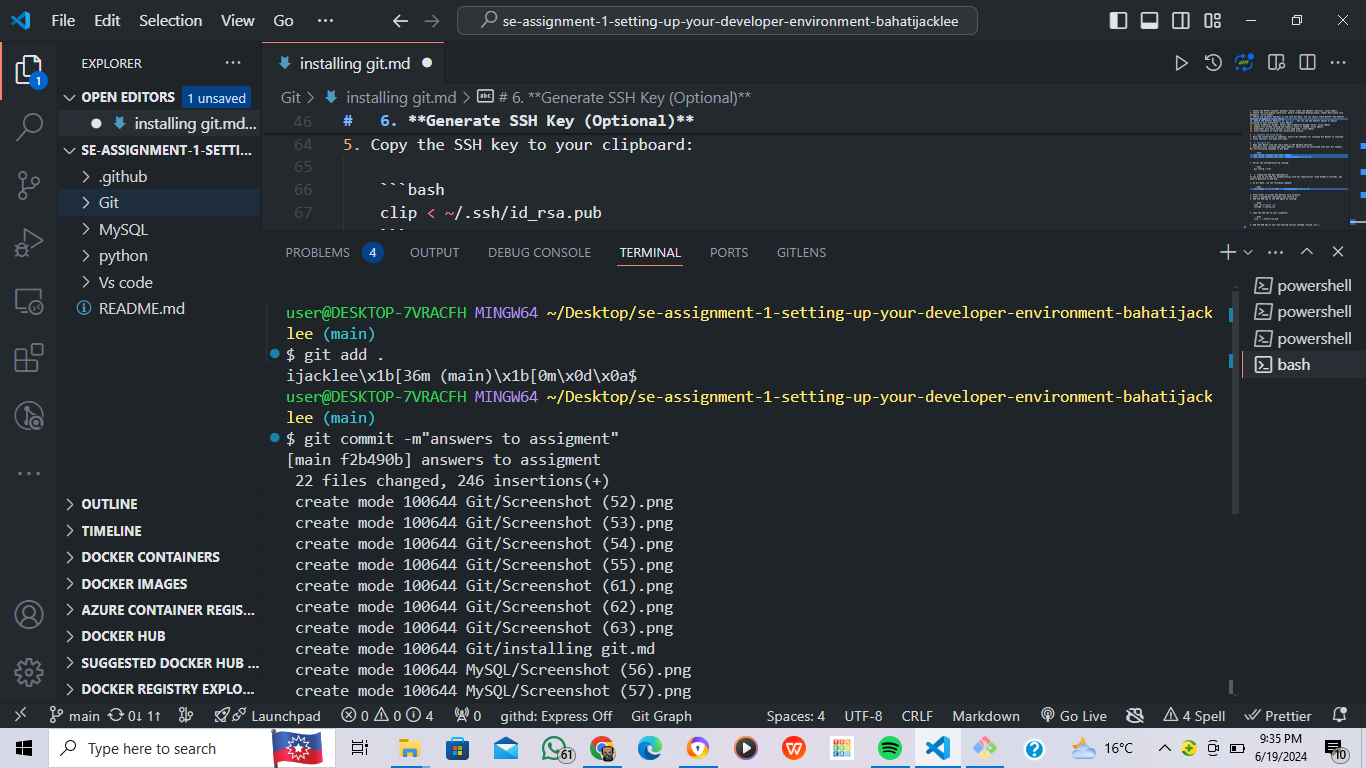 File Edit Selection View Go ··· se-assignment-1-setting-up-your-developer-environment-bahatijacklee
EXPLORER ···
installing git.md
OPEN EDITORS 1 unsaved
installing git.md...
SE-ASSIGNMENT-1-SETTI...
.github
Git
MySQL
python
Vs code
README.md
OUTLINE
TIMELINE
DOCKER CONTAINERS
DOCKER IMAGES
AZURE CONTAINER REGIS...
DOCKER HUB
SUGGESTED DOCKER HUB ...
DOCKER REGISTRY EXPLO...
1
Git > installing git.md > abc # 6. **Generate SSH Key (Optional)**
46 # 6. **Generate SSH Key (Optional)**
64 5. Copy the SSH key to your clipboard:
65
66 ```bash
67 clip < ~/.ssh/id_rsa.pub
PROBLEMS 4 OUTPUT DEBUG CONSOLE TERMINAL PORTS GITLENS
user@DESKTOP-7VRACFH MINGW64 ~/Desktop/se-assignment-1-setting-up-your-developer-environment-bahatijack
lee (main)
$ git add .
ijacklee\x1b[36m (main)\x1b[0m\x0d\x0a$
user@DESKTOP-7VRACFH MINGW64 ~/Desktop/se-assignment-1-setting-up-your-developer-environment-bahatijack
lee (main)
$ git commit -m"answers to assigment"
[main f2b490b] answers to assigment
22 files changed, 246 insertions(+)
create mode 100644 Git/Screenshot (52).png
create mode 100644 Git/Screenshot (53).png
create mode 100644 Git/Screenshot (54).png
create mode 100644 Git/Screenshot (55).png
create mode 100644 Git/Screenshot (61).png
create mode 100644 Git/Screenshot (62).png
create mode 100644 Git/Screenshot (63).png
create mode 100644 Git/installing git.md
create mode 100644 MySQL/Screenshot (56).png
create mode 100644 MySQL/Screenshot (57).png
powershell
powershell
powershell
bash
main 0↓ 1↑ Launchpad 0 0 4 0 githd: Express Off Git Graph Spaces: 4 UTF-8 CRLF Markdown Go Live 4 Spell Prettier
Type here to search 61 16°C 9:35 PM
6/19/2024 10